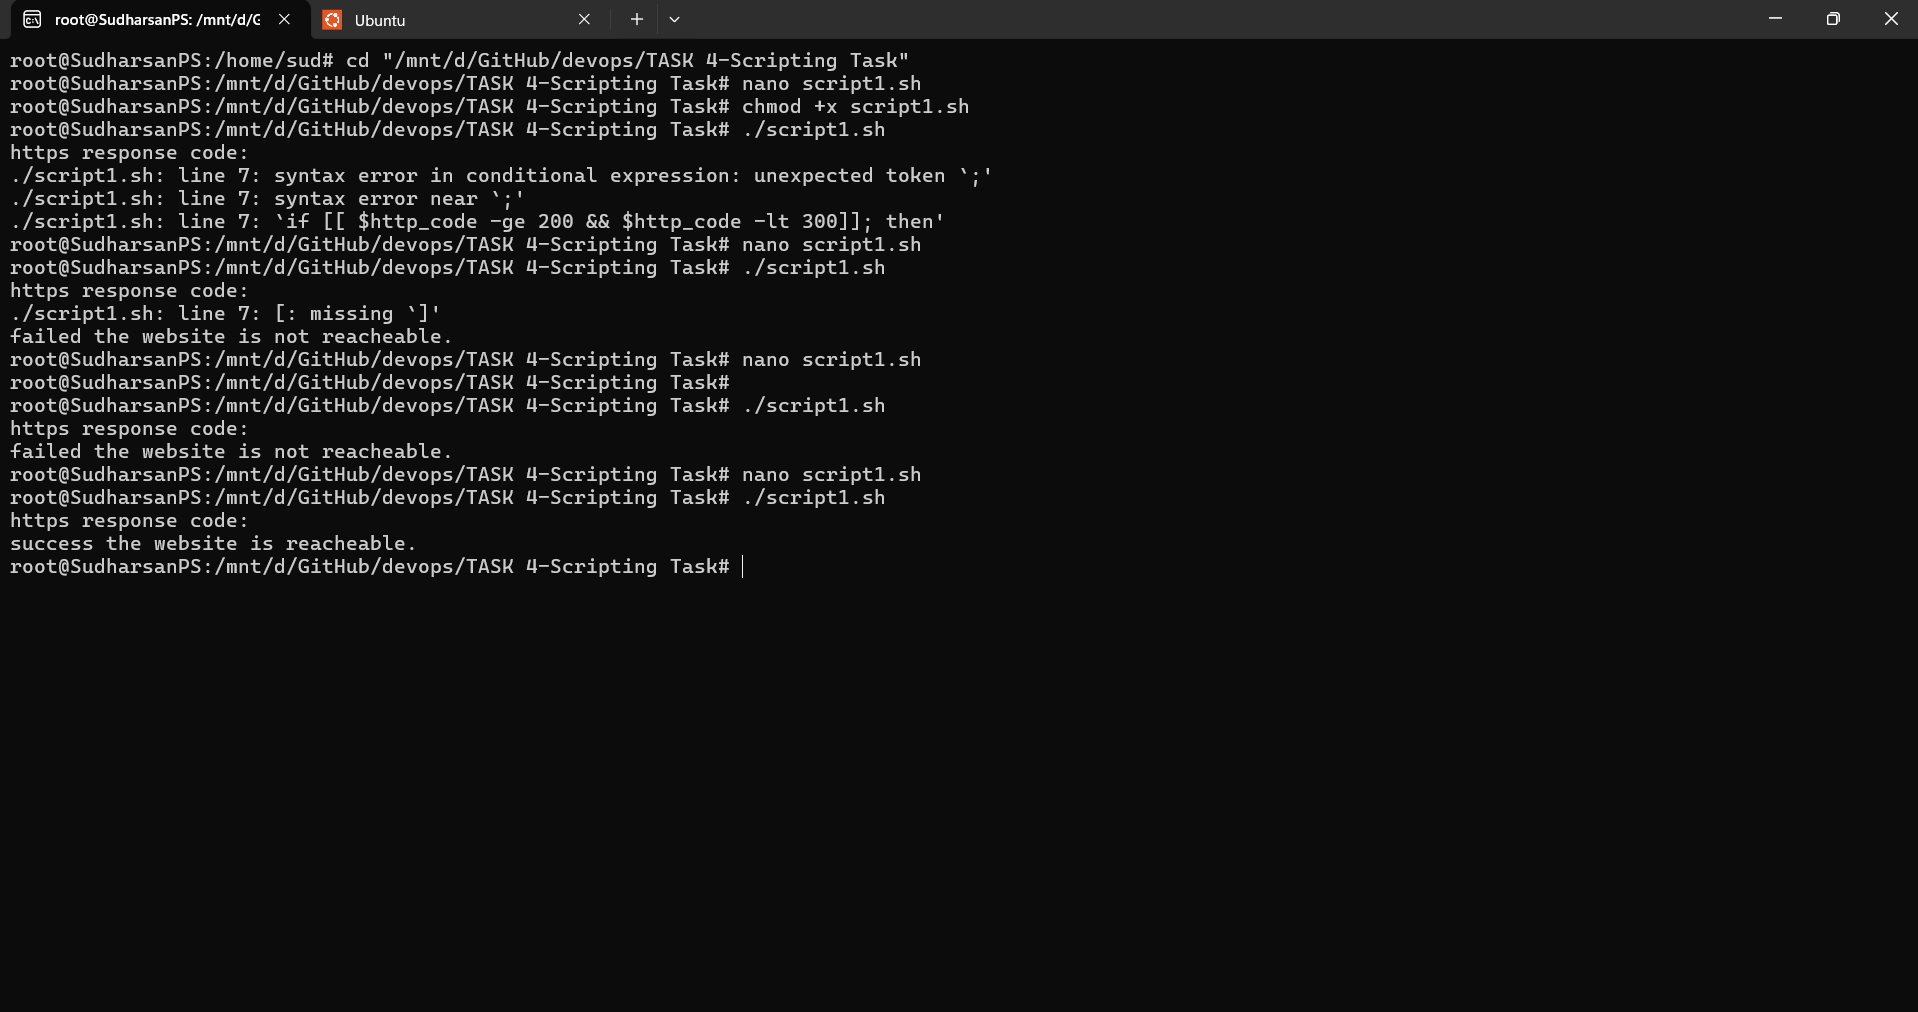 root@SudharsanPS: /mnt/d/G
Ubuntu
root@SudharsanPS:/home/sud# cd "/mnt/d/GitHub/devops/TASK 4-Scripting Task"
root@SudharsanPS:/mnt/d/GitHub/devops/TASK 4-Scripting Task# nano script1.sh
root@SudharsanPS:/mnt/d/GitHub/devops/TASK 4-Scripting Task# chmod +x script1.sh
root@SudharsanPS:/mnt/d/GitHub/devops/TASK 4-Scripting Task# ./script1.sh
https response code:
./script1.sh: line 7: syntax error in conditional expression: unexpected token `;'
./script1.sh: line 7: syntax error near `;'
./script1.sh: line 7: `if [[ $http_code -ge 200 && $http_code -lt 300]]; then'
root@SudharsanPS:/mnt/d/GitHub/devops/TASK 4-Scripting Task# nano script1.sh
root@SudharsanPS:/mnt/d/GitHub/devops/TASK 4-Scripting Task# ./script1.sh
https response code:
./script1.sh: line 7: [: missing `]'
failed the website is not reacheable.
root@SudharsanPS:/mnt/d/GitHub/devops/TASK 4-Scripting Task# nano script1.sh
root@SudharsanPS:/mnt/d/GitHub/devops/TASK 4-Scripting Task#
root@SudharsanPS:/mnt/d/GitHub/devops/TASK 4-Scripting Task# ./script1.sh
https response code:
failed the website is not reacheable.
root@SudharsanPS:/mnt/d/GitHub/devops/TASK 4-Scripting Task# nano script1.sh
root@SudharsanPS:/mnt/d/GitHub/devops/TASK 4-Scripting Task# ./script1.sh
https response code:
success the website is reacheable.
root@SudharsanPS:/mnt/d/GitHub/devops/TASK 4-Scripting Task#